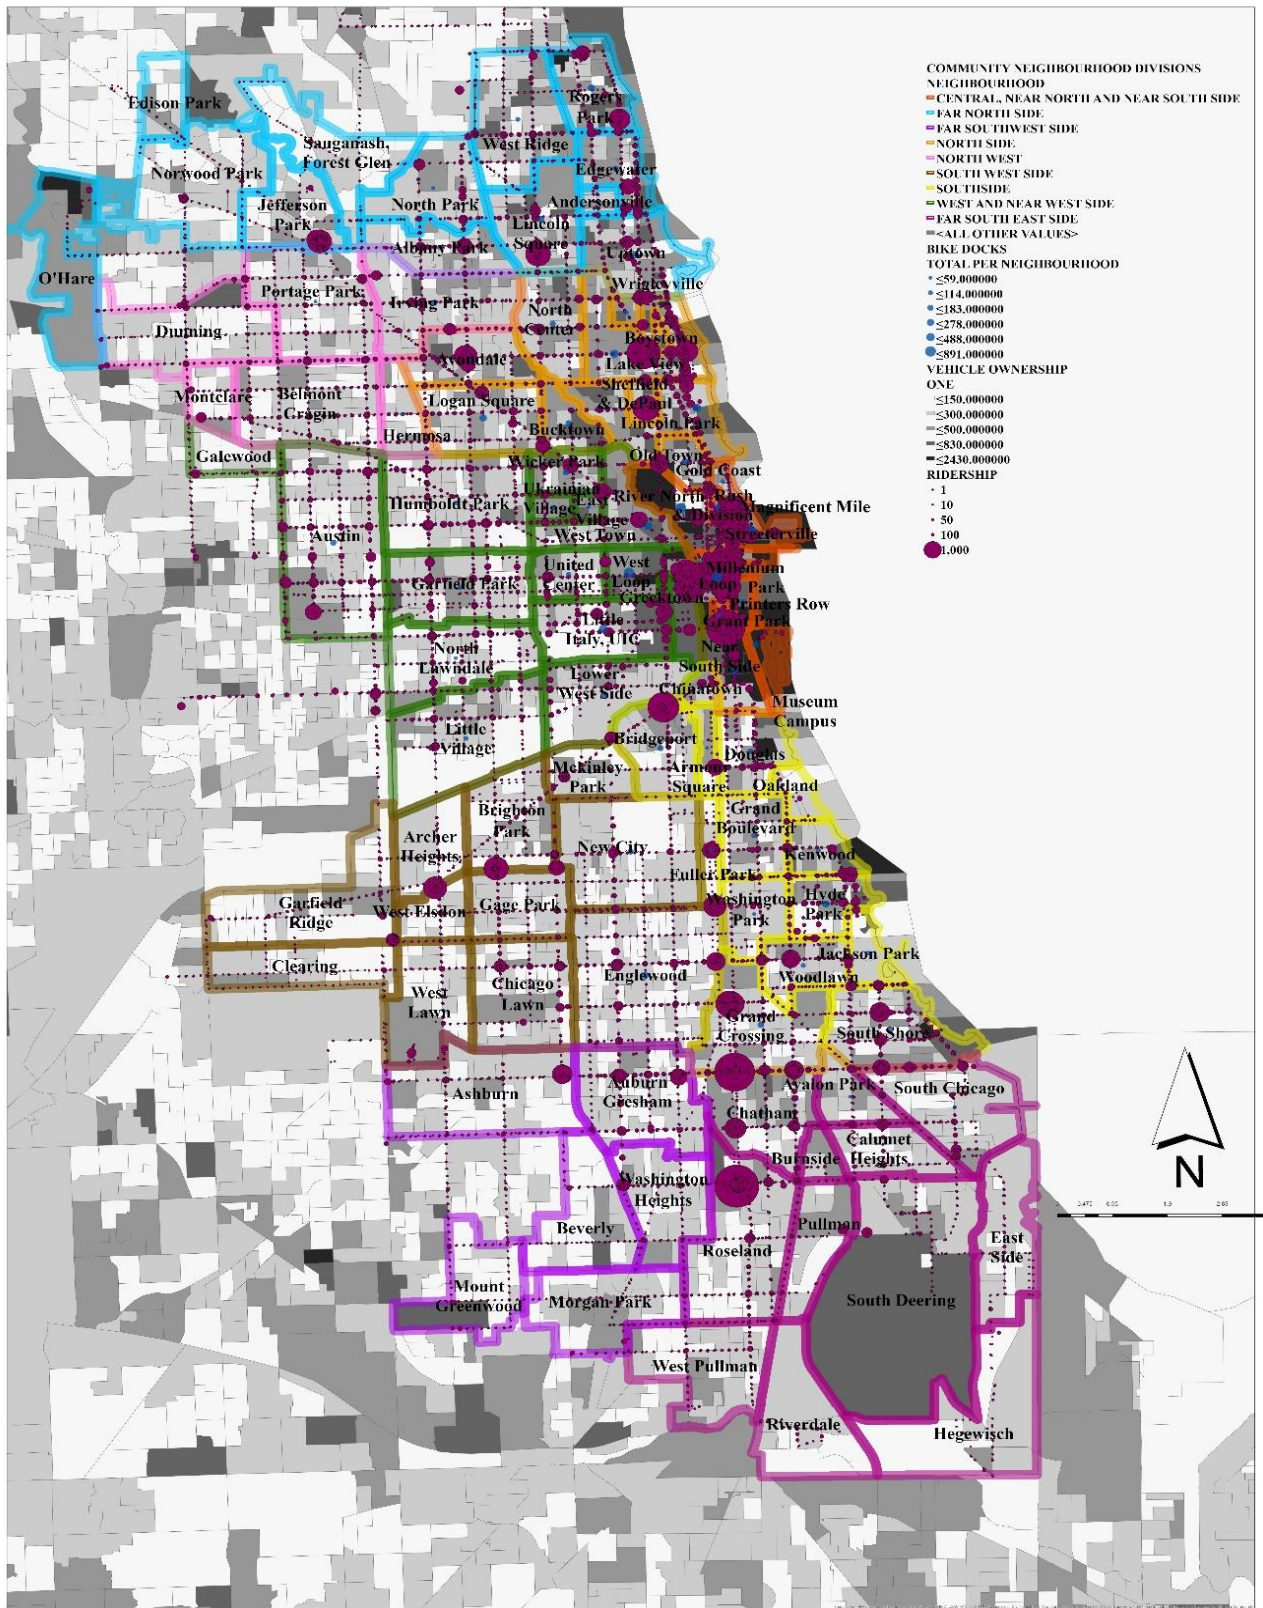 COMMUNITY NEIGHBOURHOOD DIVISIONS
NEIGHBOURHOOD
CENTRAL, NEAR NORTH AND NEAR SOUTH SIDE
FAR NORTH SIDE
FAR SOUTHWEST SIDE
NORTH SIDE
NORTH WEST
SOUTH WEST SIDE
SOUTHSIDE
WEST AND NEAR WEST SIDE
FAR SOUTH EAST SIDE
<ALL OTHER VALUES>
BIKE DOCKS
TOTAL PER NEIGHBOURHOOD
≤59.000000
≤114.000000
≤183.000000
≤278.000000
≤488.000000
≤891.000000
VEHICLE OWNERSHIP
ONE
≤150.000000
≤300.000000
≤500.000000
≤830.000000
≤2430.000000
RIDERSHIP
1
10
50
100
1.000
Edison Park
Rogers
Park
Sauganash,
Forest Glen
West Ridge
Norwood Park
Edgewater
Jefferson
Park
North Park
Andersonville
Lincoln
Square
Albany Park
Uptown
O'Hare
Portage Park
Irving Park
Wrigleyville
North
Center
Dunning
Boystown
Avondale
Lake View
Montclare
Belmont
Cragin
Logan Square
Sheffield
& DePaul
Lincoln Park
Hermosa
Bucktown
Galewood
Wicker Park
Old Town
Gold Coast
Humboldt Park
Ukrainian
Village
East
Village
River North
Rush
& Division
Magnificent Mile
Streeterville
Austin
West Town
United
Center
West
Loop
Garfield Park
Millenium
Park
Loop
Greektown
Printers Row
Grant Park
Little
Italy, UIC
Near
South Side
North
Lawndale
Lower
West Side
Chinatown
Museum
Campus
Little
Village
Bridgeport
Douglas
Mckinley
Park
Armour
Square
Oakland
Brighton
Park
Grand
Boulevard
Archer
Heights
New City
Kenwood
Fuller Park
Garfield
Ridge
West Elsdon
Gage Park
Washington
Park
Hyde
Park
Clearing
Jackson Park
Englewood
Woodlawn
West
Lawn
Chicago
Lawn
Grand
Crossing
South Shore
Ashburn
Auburn
Gresham
Avalon Park
South Chicago
Chatham
Burnside
Calumet
Heights
Washington
Heights
Beverly
Pullman
Roseland
East
Side
Mount
Greenwood
Morgan Park
South Deering
West Pullman
Riverdale
Hegewisch
N